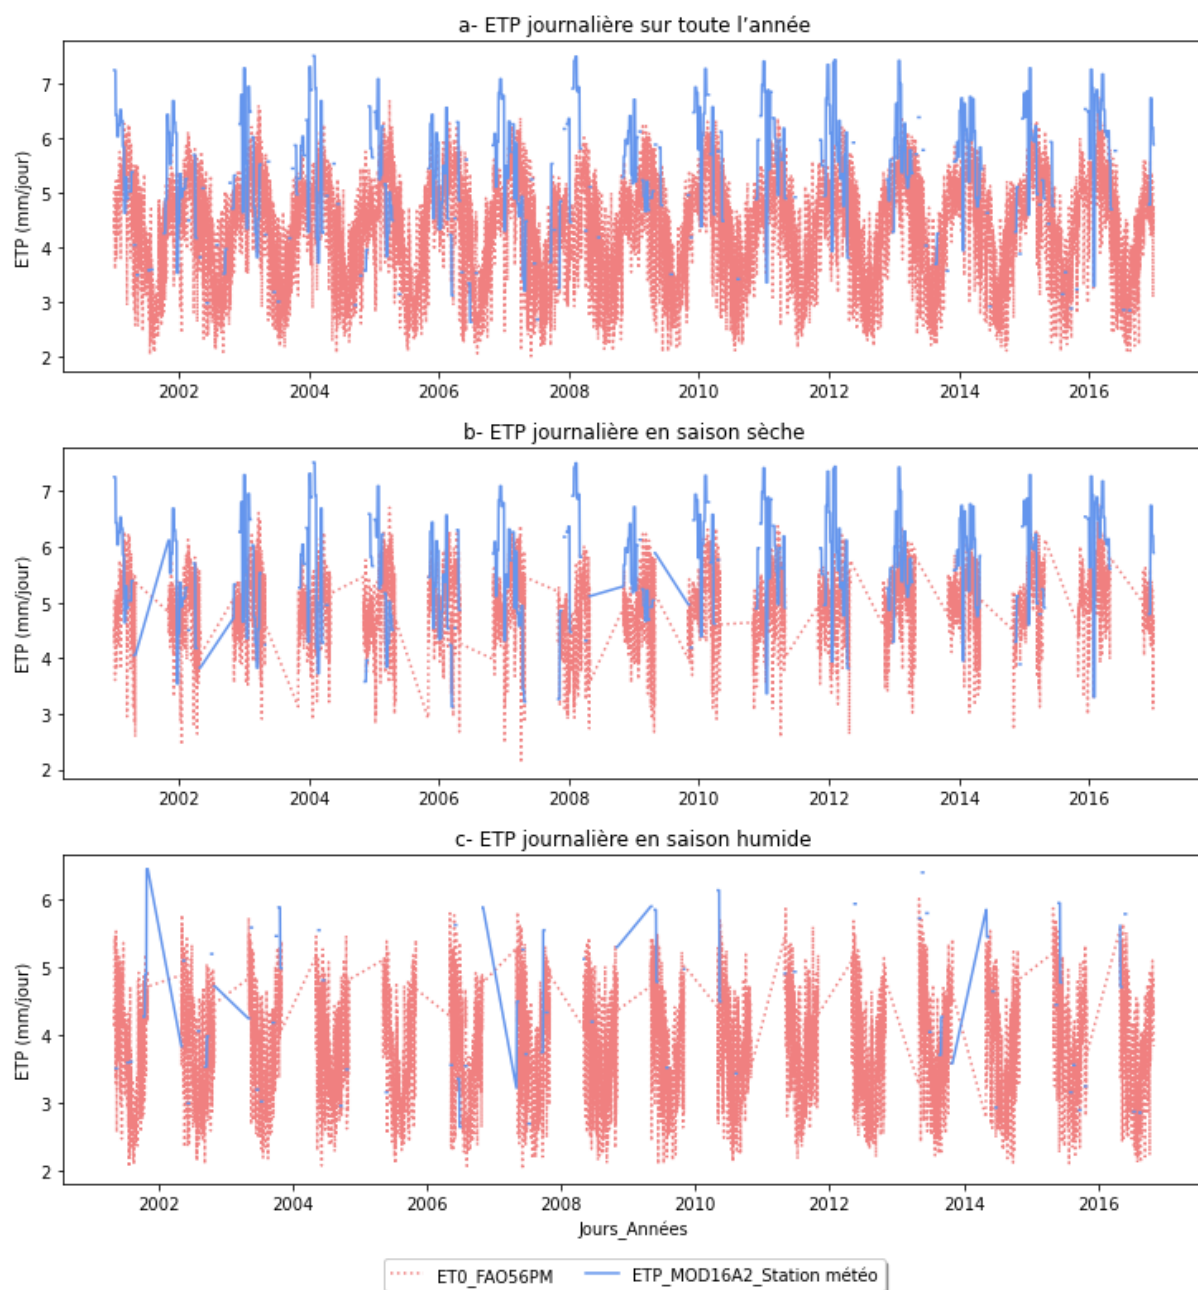 a- ETP journalière sur toute l’année
ETP (mm/jour)
7
6
5
4
3
2
2002 2004 2006 2008 2010 2012 2014 2016
b- ETP journalière en saison sèche
ETP (mm/jour)
7
6
5
4
3
2
2002 2004 2006 2008 2010 2012 2014 2016
c- ETP journalière en saison humide
ETP (mm/jour)
6
5
4
3
2
2002 2004 2006 2008 2010 2012 2014 2016
Jours_Années
ET0_FAO56PM ETP_MOD16A2_Station météo